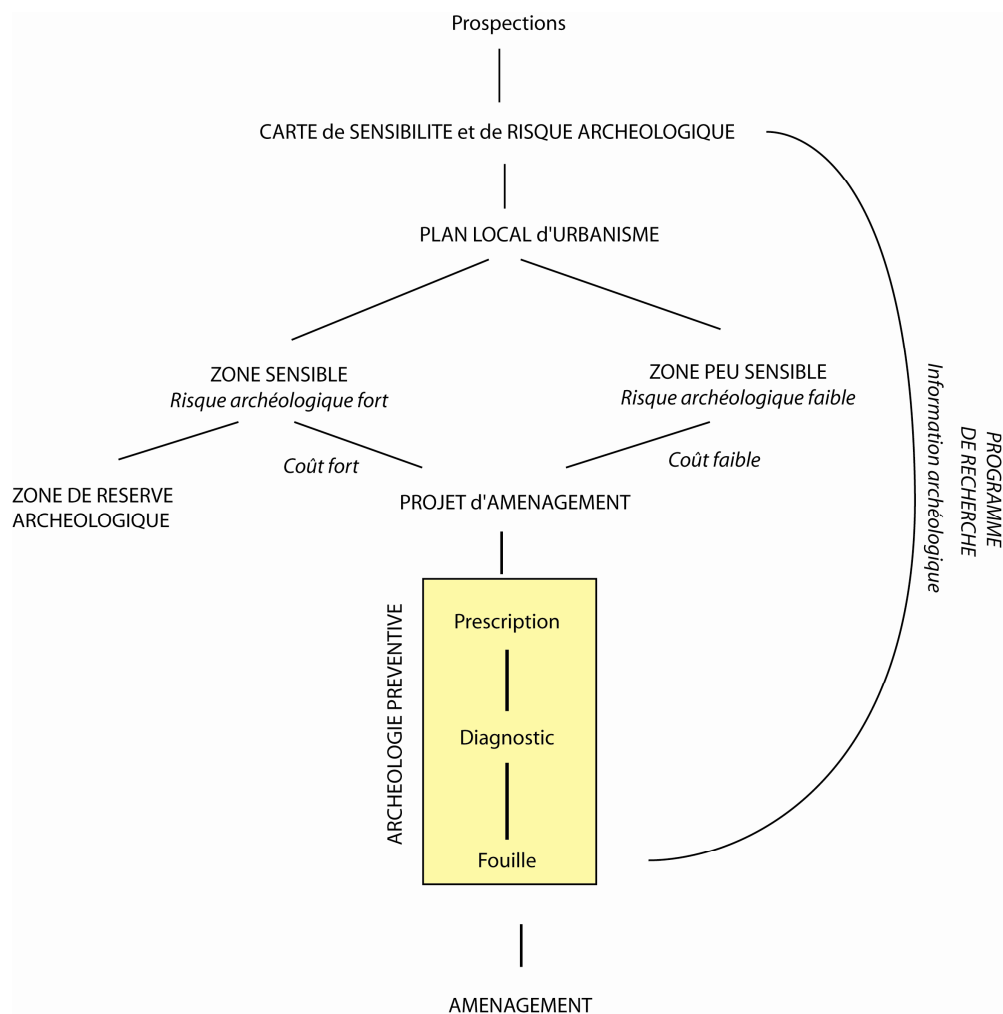 Prospections
CARTE de SENSIBILITE et de RISQUE ARCHEOLOGIQUE
PLAN LOCAL d'URBANISME
ZONE SENSIBLE
Risque archéologique fort
ZONE PEU SENSIBLE
Risque archéologique faible
Coût fort
Coût faible
ZONE DE RESERVE
ARCHEOLOGIQUE
PROJET d'AMENAGEMENT
ARCHEOLOGIE PREVENTIVE
Prescription
Diagnostic
Fouille
AMENAGEMENT
PROGRAMME
DE RECHERCHE
Information archéologique